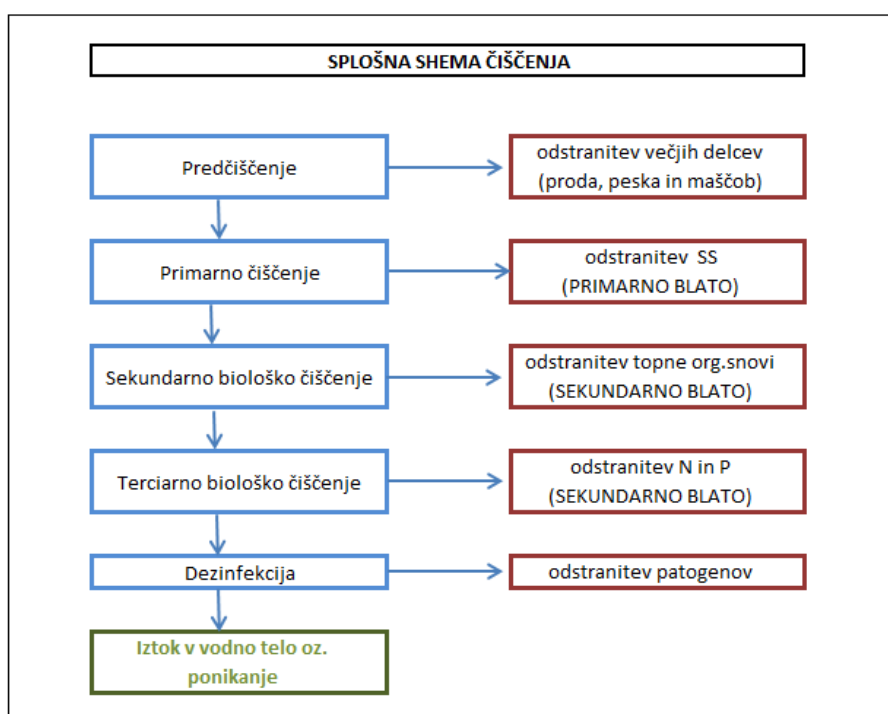 SPLOŠNA SHEMA ČIŠČENJA
Predčiščenje
odstranitev večjih delcev
(proda, peska in maščob)
Primarno čiščenje
odstranitev SS
(PRIMARNO BLATO)
Sekundarno biološko čiščenje
odstranitev topne org.snovi
(SEKUNDARNO BLATO)
Terciarno biološko čiščenje
odstranitev N in P
(SEKUNDARNO BLATO)
Dezinfekcija
odstranitev patogenov
Iztok v vodno telo oz.
ponikanje